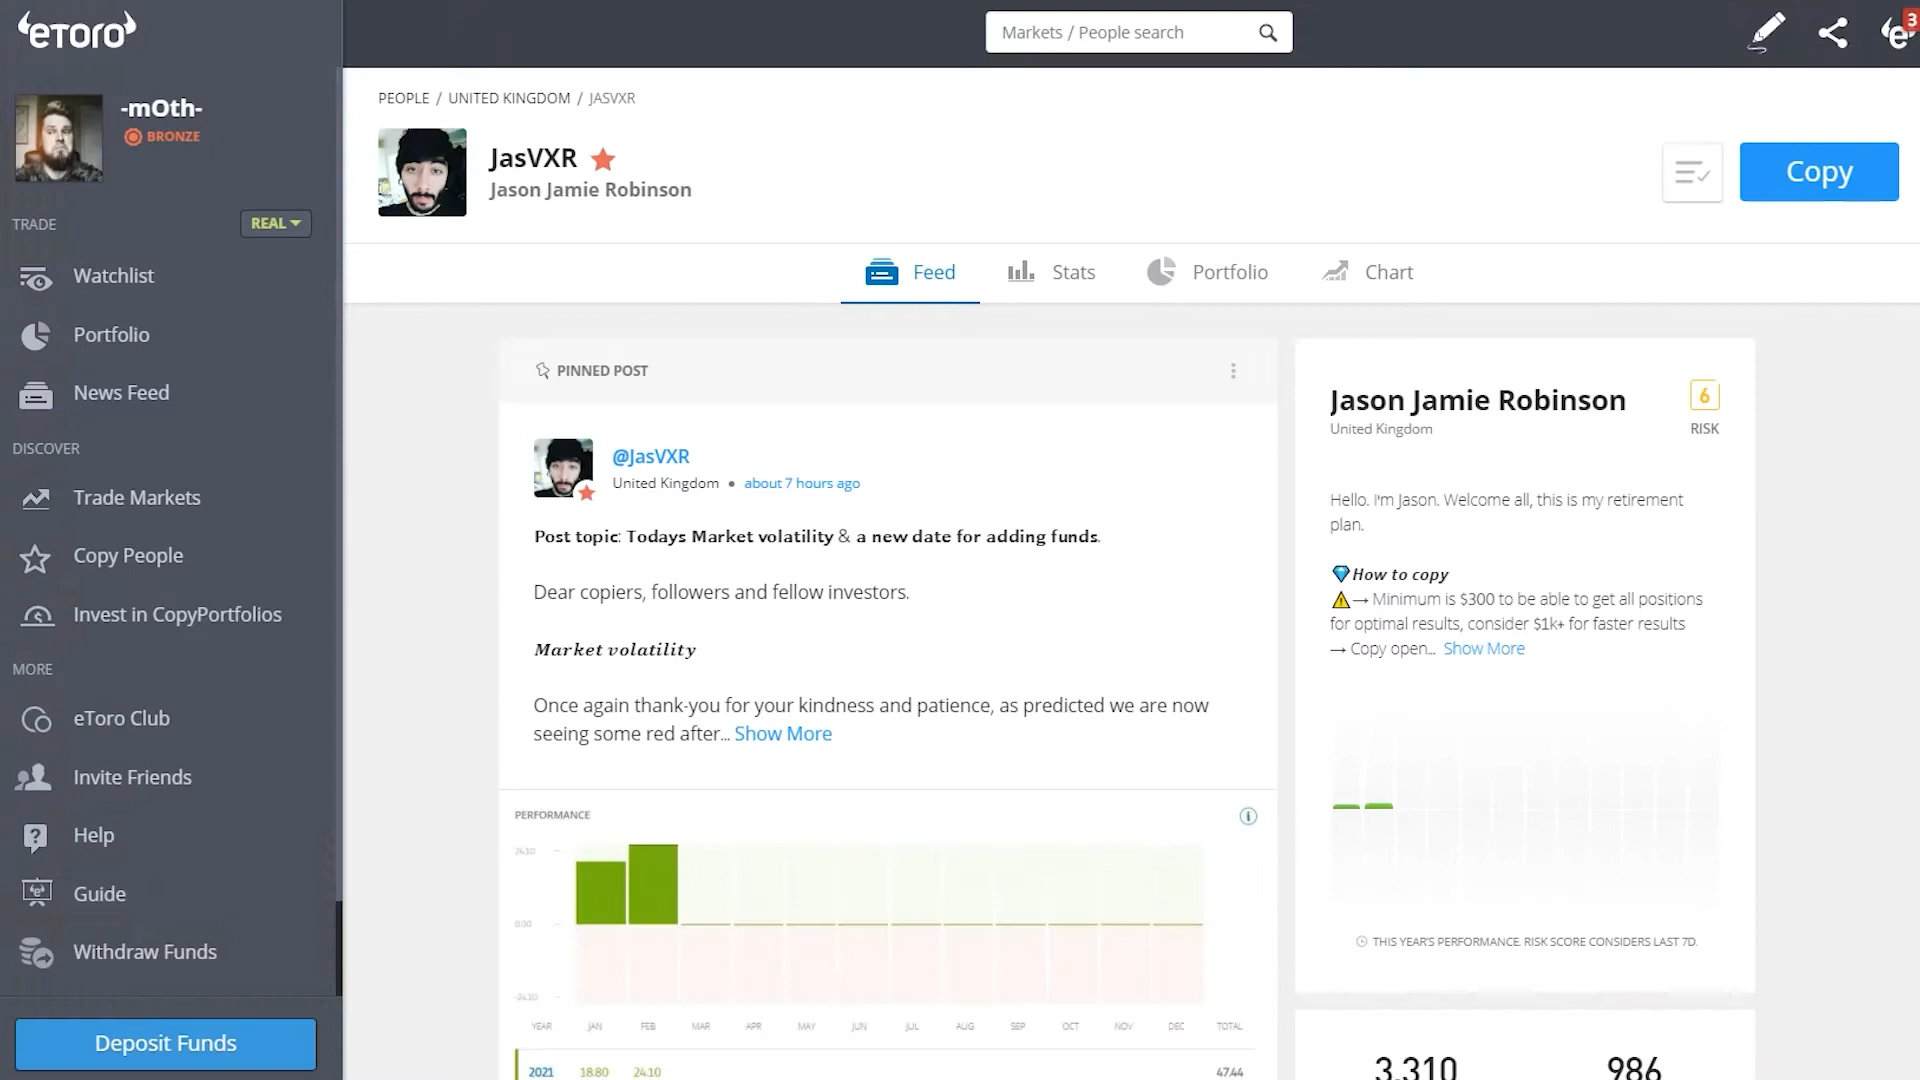 eToro
Markets / People search
3
-mOth-
BRONZE
TRADE
REAL
Watchlist
Portfolio
News Feed
DISCOVER
Trade Markets
Copy People
Invest in CopyPortfolios
MORE
eToro Club
Invite Friends
Help
Guide
Withdraw Funds
Deposit Funds
PEOPLE / UNITED KINGDOM / JASVXR
JasVXR
Jason Jamie Robinson
Copy
Feed
Stats
Portfolio
Chart
PINNED POST
@JasVXR
United Kingdom • about 7 hours ago
Post topic: Todays Market volatility & a new date for adding funds.
Dear copiers, followers and fellow investors.
Market volatility
Once again thank-you for your kindness and patience, as predicted we are now
seeing some red after... Show More
PERFORMANCE
24.10
0.00
-24.10
YEAR JAN FEB MAR APR MAY JUN JUL AUG SEP OCT NOV DEC TOTAL
2021 18.80 24.10 47.44
Jason Jamie Robinson
United Kingdom
6
RISK
Hello. I'm Jason. Welcome all, this is my retirement
plan.
💎How to copy
⚠→ Minimum is $300 to be able to get all positions
for optimal results, consider $1k+ for faster results
→ Copy open... Show More
THIS YEAR'S PERFORMANCE. RISK SCORE CONSIDERS LAST 7D.
3,310 986